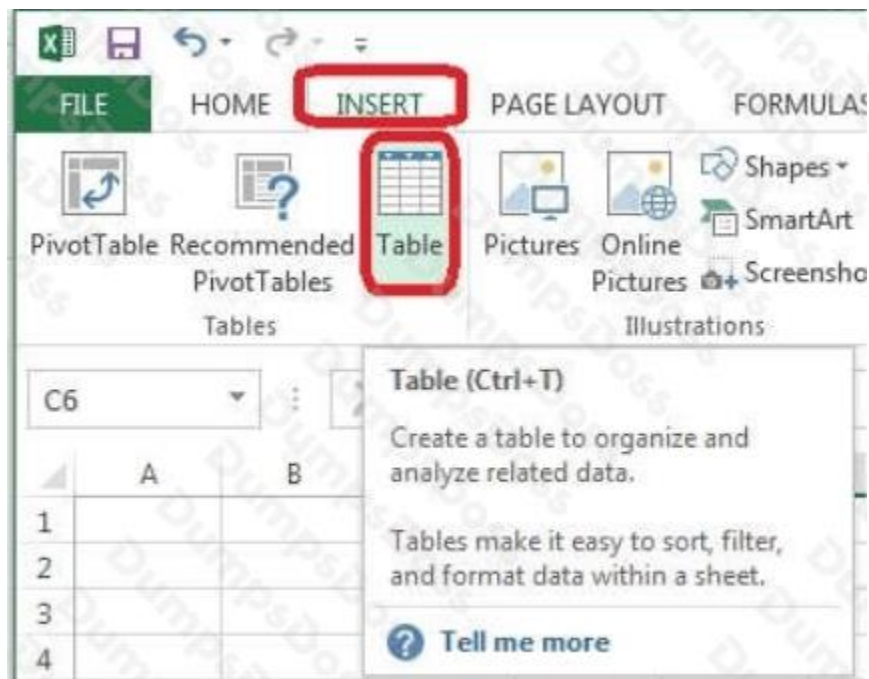 FILE HOME INSERT PAGE LAYOUT FORMULAS
PivotTable Recommended PivotTables Table Pictures Online Pictures Shapes SmartArt Screensho
Tables Illustrations
C6
Table (Ctrl+T)
Create a table to organize and
analyze related data.
Tables make it easy to sort, filter,
and format data within a sheet.
? Tell me more
A B
1
2
3
4
DumpsDoss